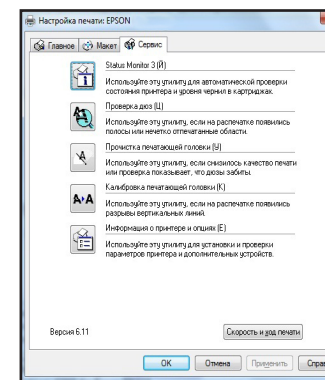 Настройка печати: EPSON
Главное Макет Сервис
Status Monitor 3 (Й)
Используйте эту утилиту для автоматической проверки
состояния принтера и уровня чернил в картриджах.
Проверка дюз (Ц)
Используйте эту утилиту, если на распечатке появились
полосы или нечетко отпечатанные области.
Прочистка печатающей головки (У)
Используйте эту утилиту, если снизилось качество печати
или проверка показывает, что дюзы забиты.
Калибровка печатающей головки (К)
Используйте эту утилиту, если на распечатке появились
разрывы вертикальных линий.
Информация о принтере и опциях (Е)
Используйте эту утилиту для установки и проверки
параметров принтера и дополнительных устройств.
Версия 6.11
Скорость и ход печати
OK Отмена Применить Спра